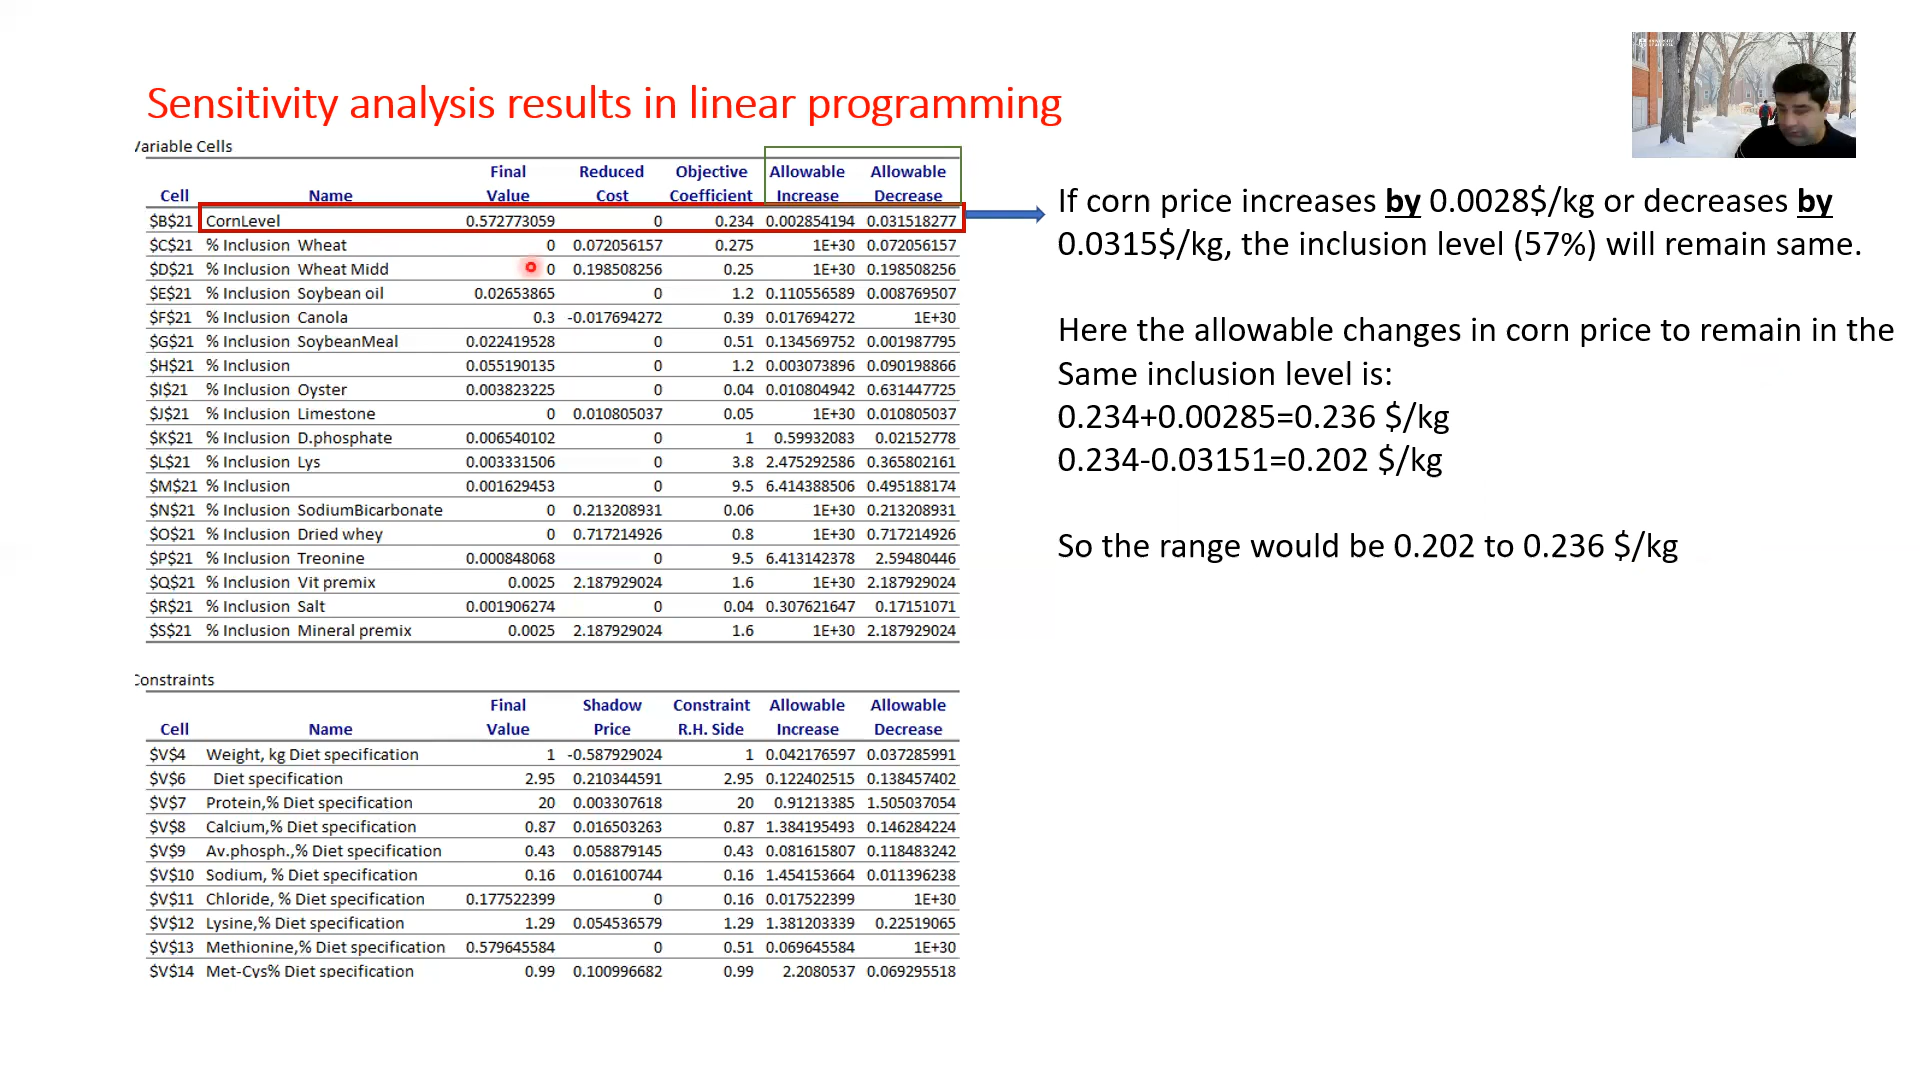 Sensitivity analysis results in linear programming
Variable Cells
Final Reduced Objective Allowable Allowable
Cell Name Value Cost Coefficient Increase Decrease
$B$21 CornLevel 0.572773059 0 0.234 0.002854194 0.031518277
$C$21 % Inclusion Wheat 0 0.072056157 0.275 1E+30 0.072056157
$D$21 % Inclusion Wheat Midd 0 0.198508256 0.25 1E+30 0.198508256
$E$21 % Inclusion Soybean oil 0.02653865 0 1.2 0.110556589 0.008769507
$F$21 % Inclusion Canola 0.3 -0.017694272 0.39 0.017694272 1E+30
$G$21 % Inclusion SoybeanMeal 0.022419528 0 0.51 0.134569752 0.001987795
$H$21 % Inclusion 0.055190135 0 1.2 0.003073896 0.090198866
$I$21 % Inclusion Oyster 0.003823225 0 0.04 0.010804942 0.631447725
$J$21 % Inclusion Limestone 0 0.010805037 0.05 1E+30 0.010805037
$K$21 % Inclusion D.phosphate 0.006540102 0 1 0.59932083 0.02152778
$L$21 % Inclusion Lys 0.003331506 0 3.8 2.475292586 0.365802161
$M$21 % Inclusion 0.001629453 0 9.5 6.414388506 0.495188174
$N$21 % Inclusion SodiumBicarbonate 0 0.213208931 0.06 1E+30 0.213208931
$O$21 % Inclusion Dried whey 0 0.717214926 0.8 1E+30 0.717214926
$P$21 % Inclusion Treonine 0.000848068 0 9.5 6.413142378 2.59480446
$Q$21 % Inclusion Vit premix 0.0025 2.187929024 1.6 1E+30 2.187929024
$R$21 % Inclusion Salt 0.001906274 0 0.04 0.307621647 0.17151071
$S$21 % Inclusion Mineral premix 0.0025 2.187929024 1.6 1E+30 2.187929024
Constraints
Final Shadow Constraint Allowable Allowable
Cell Name Value Price R.H. Side Increase Decrease
$V$4 Weight, kg Diet specification 1 -0.587929024 1 0.042176597 0.037285991
$V$6 Diet specification 2.95 0.210344591 2.95 0.122402515 0.138457402
$V$7 Protein,% Diet specification 20 0.003307618 20 0.91213385 1.505037054
$V$8 Calcium,% Diet specification 0.87 0.016503263 0.87 1.384195493 0.146284224
$V$9 Av.phosph.,% Diet specification 0.43 0.058879145 0.43 0.081615807 0.118483242
$V$10 Sodium, % Diet specification 0.16 0.016100744 0.16 1.454153664 0.011396238
$V$11 Chloride, % Diet specification 0.177522399 0 0.16 0.017522399 1E+30
$V$12 Lysine,% Diet specification 1.29 0.054536579 1.29 1.381203339 0.22519065
$V$13 Methionine,% Diet specification 0.579645584 0 0.51 0.069645584 1E+30
$V$14 Met-Cys% Diet specification 0.99 0.100996682 0.99 2.2080537 0.069295518
If corn price increases by 0.0028$/kg or decreases by
0.0315$/kg, the inclusion level (57%) will remain same.
Here the allowable changes in corn price to remain in the
Same inclusion level is:
0.234+0.00285=0.236 $/kg
0.234-0.03151=0.202 $/kg
So the range would be 0.202 to 0.236 $/kg